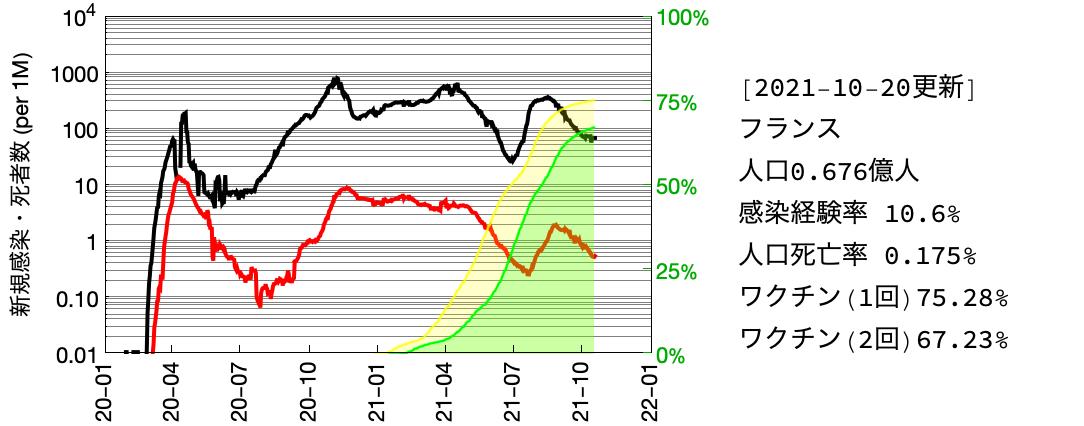 新規感染・死者数 (per 1M)
10^4
1000
100
10
1
0.10
0.01
100%
75%
50%
25%
0%
20-01
20-04
20-07
20-10
21-01
21-04
21-07
21-10
22-01
[2021-10-20更新]
フランス
人口0.676億人
感染経験率 10.6%
人口死亡率 0.175%
ワクチン(1回)75.28%
ワクチン(2回)67.23%